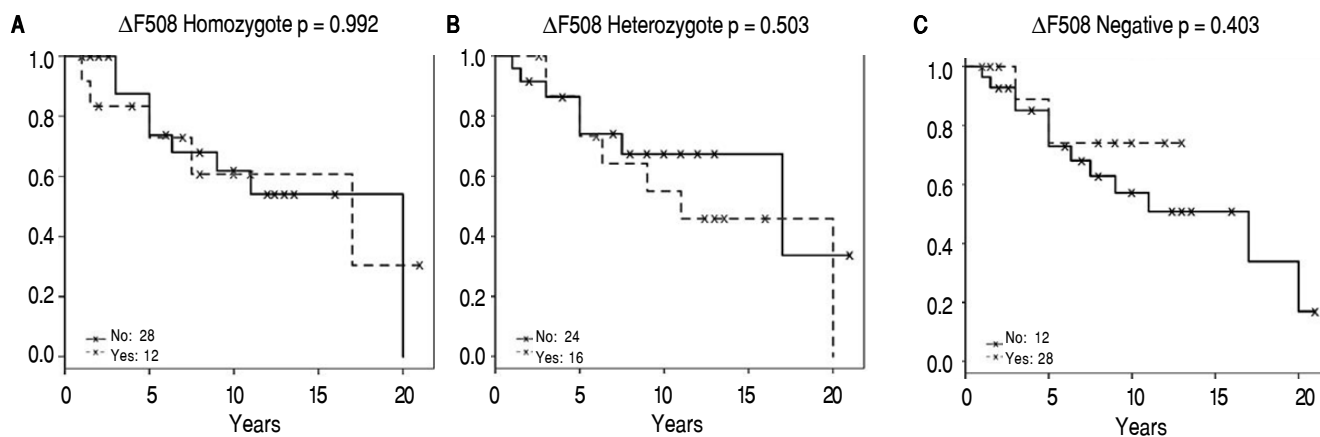 A
ΔF508 Homozygote p = 0.992
1.0
0.8
0.6
0.4
0.2
0.0
No: 28
Yes: 12
0 5 10 15 20
Years
B
ΔF508 Heterozygote p = 0.503
1.0
0.8
0.6
0.4
0.2
0.0
No: 24
Yes: 16
0 5 10 15 20
Years
C
ΔF508 Negative p = 0.403
1.0
0.8
0.6
0.4
0.2
0.0
No: 12
Yes: 28
0 5 10 15 20
Years